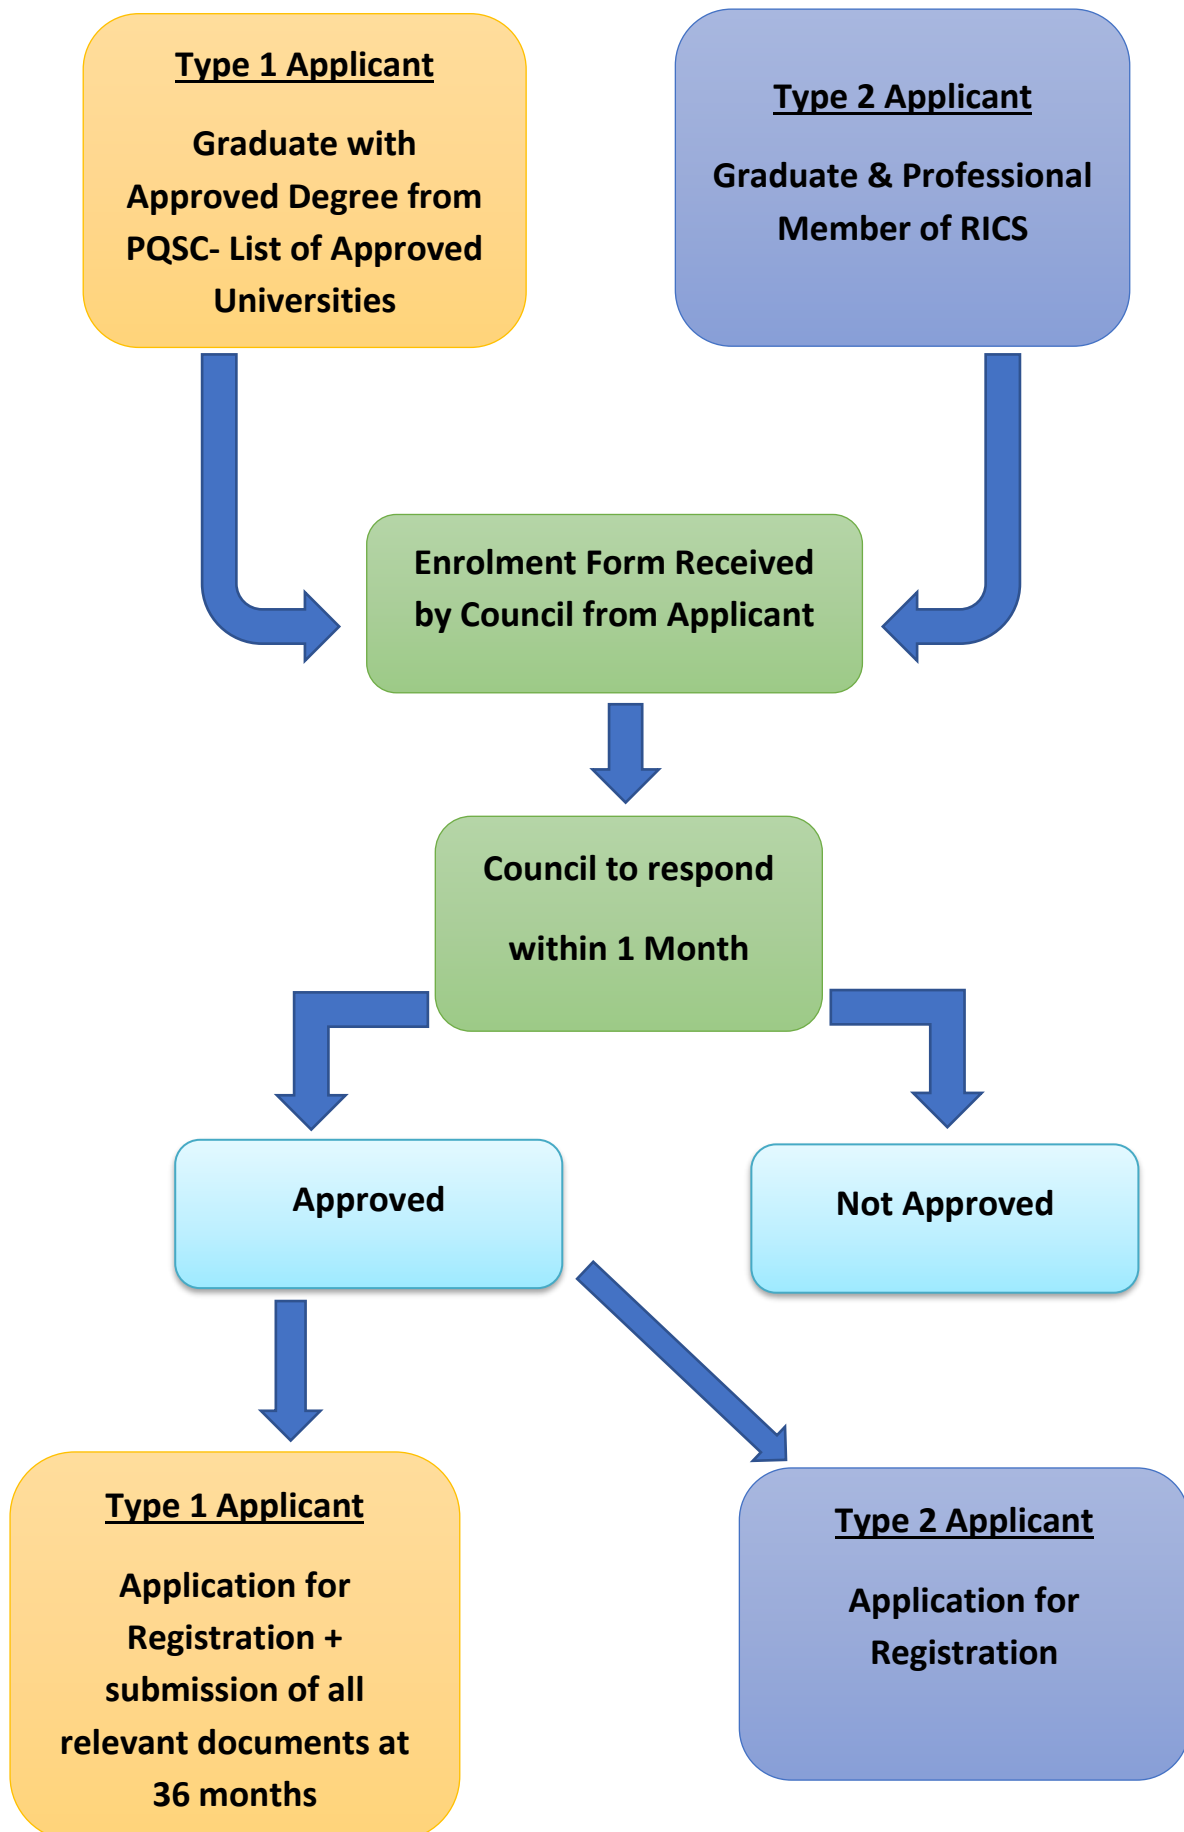 Type 1 Applicant
Graduate with
Approved Degree from
PQSC- List of Approved
Universities
Type 2 Applicant
Graduate & Professional
Member of RICS
Enrolment Form Received
by Council from Applicant
Council to respond
within 1 Month
Approved
Not Approved
Type 1 Applicant
Application for
Registration +
submission of all
relevant documents at
36 months
Type 2 Applicant
Application for
Registration